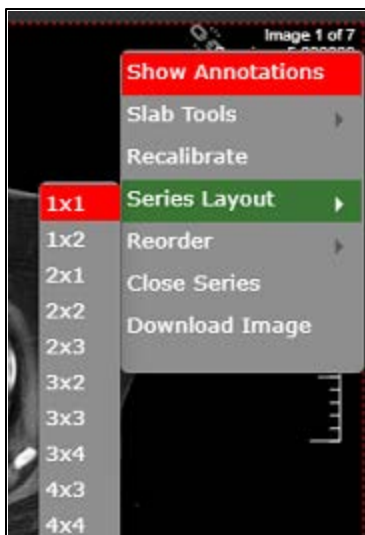 Image 1 of 7
Show Annotations
Slab Tools
Recalibrate
Series Layout
Reorder
Close Series
Download Image
1x1
1x2
2x1
2x2
2x3
3x2
3x3
3x4
4x3
4x4